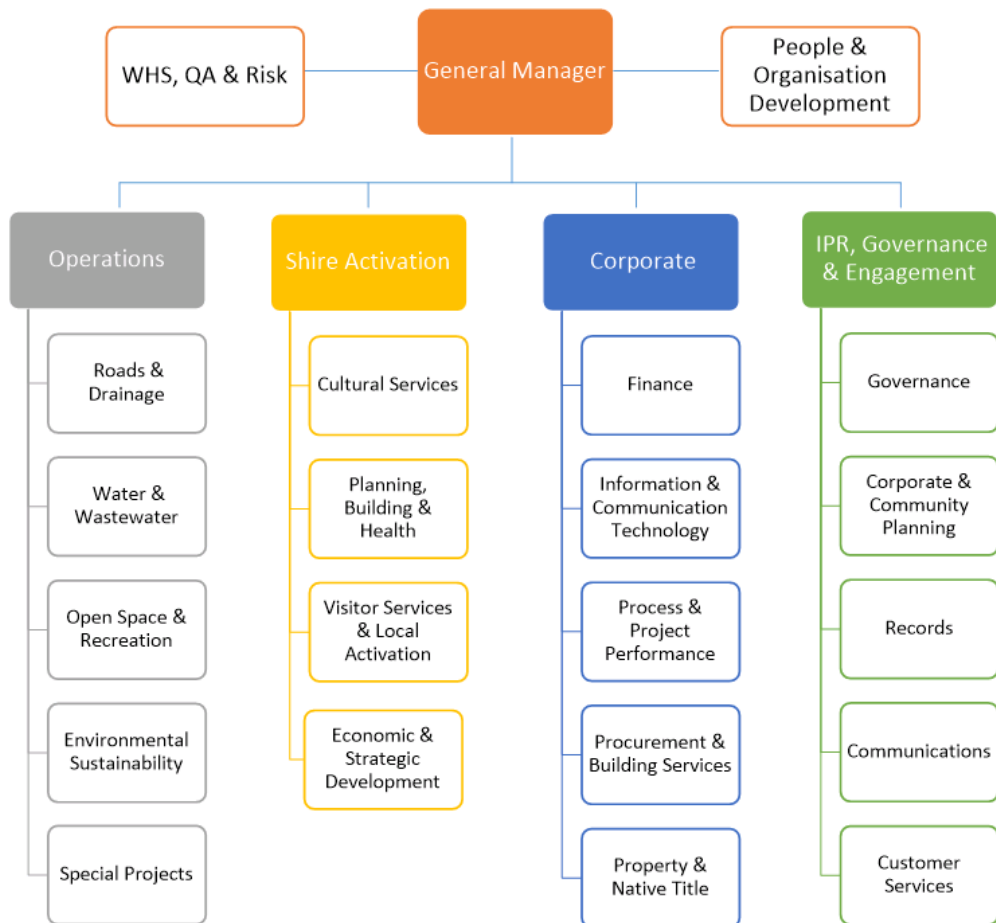 WHS, QA & Risk
General Manager
People &
Organisation
Development
Operations
Shire Activation
Corporate
IPR, Governance
& Engagement
Roads &
Drainage
Water &
Wastewater
Open Space &
Recreation
Environmental
Sustainability
Special Projects
Cultural Services
Planning,
Building &
Health
Visitor Services
& Local
Activation
Economic &
Strategic
Development
Finance
Information &
Communication
Technology
Process &
Project
Performance
Procurement &
Building Services
Property &
Native Title
Governance
Corporate &
Community
Planning
Records
Communications
Customer
Services